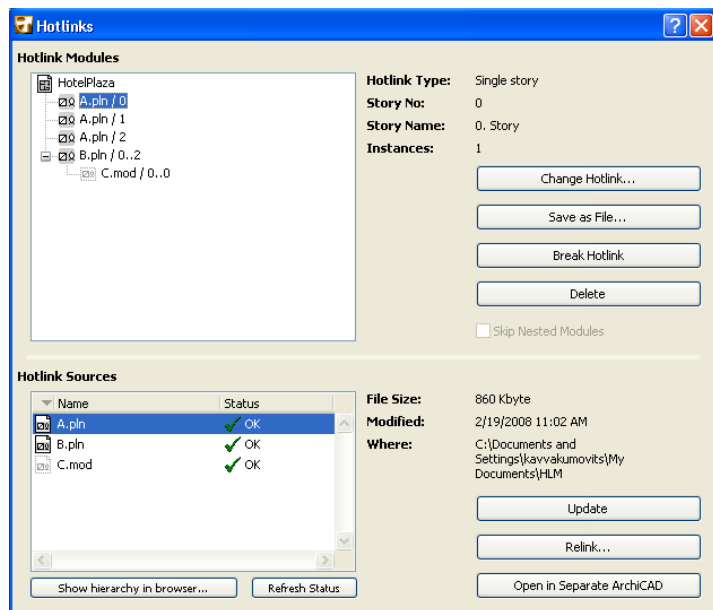 Hotlinks
Hotlink Modules
HotelPlaza
A.pln / 0
A.pln / 1
A.pln / 2
B.pln / 0..2
C.mod / 0..0
Hotlink Type: Single story
Story No: 0
Story Name: 0. Story
Instances: 1
Change Hotlink...
Save as File...
Break Hotlink
Delete
Skip Nested Modules
Hotlink Sources
Name Status
A.pln OK
B.pln OK
C.mod OK
Show hierarchy in browser... Refresh Status
File Size: 860 Kbyte
Modified: 2/19/2008 11:02 AM
Where: C:\Documents and
Settings\kavvakumovits\My
Documents\HLM
Update
Relink...
Open in Separate ArchiCAD